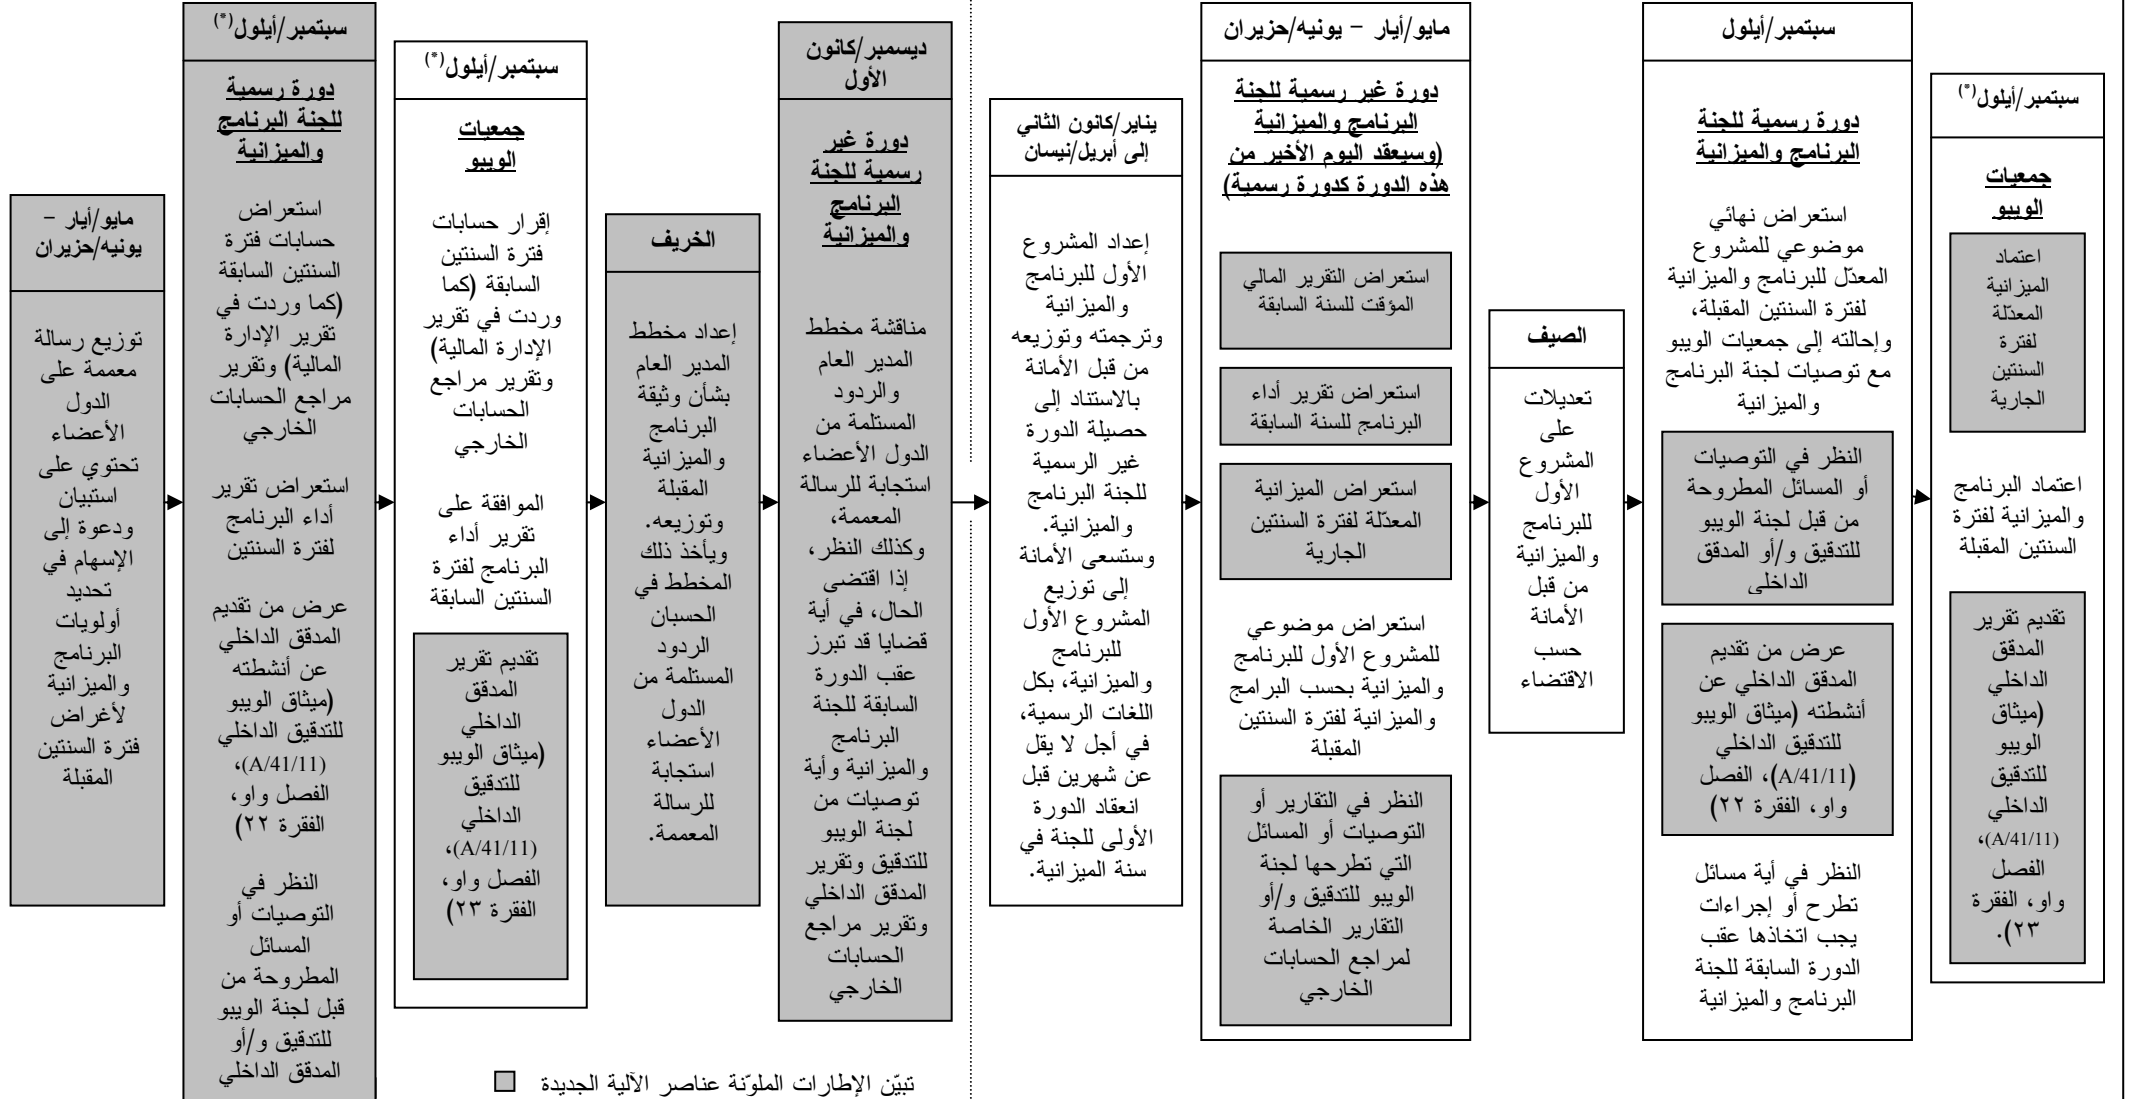 مايو/أيار –
يونيه/حزيران
توزيع رسالة
معممة على
الدول
الأعضاء
تحتوي على
استبيان
ودعوة إلى
الإسهام في
تحديد
أولويات
البرنامج
والميزانية
لأغراض
فترة السنتين
المقبلة
سبتمبر/أيلول(*)
دورة رسمية
للجنة البرنامج
والميزانية
استعراض
حسابات فترة
السنتين السابقة
(كما وردت في
تقرير الإدارة
المالية) وتقرير
مراجع الحسابات
الخارجي
استعراض تقرير
أداء البرنامج
لفترة السنتين
عرض من تقديم
المدقق الداخلي
عن أنشطته
(ميثاق الويبو
للتدقيق الداخلي
(A/41/11)،
الفصل واو،
الفقرة ٢٢)
النظر في
التوصيات أو
المسائل
المطروحة من
قبل لجنة الويبو
للتدقيق و/أو
المدقق الداخلي
سبتمبر/أيلول(*)
جمعيات
الويبو
إقرار حسابات
فترة السنتين
السابقة (كما
وردت في تقرير
الإدارة المالية)
وتقرير مراجع
الحسابات
الخارجي
الموافقة على
تقرير أداء
البرنامج لفترة
السنتين السابقة
تقديم تقرير
المدقق
الداخلي
(ميثاق الويبو
للتدقيق
الداخلي
(A/41/11)،
الفصل واو،
الفقرة ٢٣)
الخريف
إعداد مخطط
المدير العام
بشأن وثيقة
البرنامج
والميزانية
المقبلة
وتوزيعه.
ويأخذ ذلك
المخطط في
الحسبان
الردود
المستلمة من
الدول
الأعضاء
استجابة
للرسالة
المعممة.
ديسمبر/كانون
الأول
دورة غير
رسمية للجنة
البرنامج
والميزانية
مناقشة مخطط
المدير العام
والردود
المستلمة من
الدول الأعضاء
استجابة للرسالة
المعممة،
وكذلك النظر،
إذا اقتضى
الحال، في أية
قضايا قد تبرز
عقب الدورة
السابقة للجنة
البرنامج
والميزانية وأية
توصيات من
لجنة الويبو
للتدقيق وتقرير
المدقق الداخلي
وتقرير مراجع
الحسابات
الخارجي
يناير/كانون الثاني
إلى أبريل/نيسان
إعداد المشروع
الأول للبرنامج
والميزانية
وترجمته وتوزيعه
من قبل الأمانة
بالاستناد إلى
حصيلة الدورة
غير الرسمية
للجنة البرنامج
والميزانية.
وستسعى الأمانة
إلى توزيع
المشروع الأول
للبرنامج
والميزانية، بكل
اللغات الرسمية،
في أجل لا يقل
عن شهرين قبل
انعقاد الدورة
الأولى للجنة في
سنة الميزانية.
مايو/أيار – يونيه/حزيران
دورة غير رسمية للجنة
البرنامج والميزانية
(وسيعقد اليوم الأخير من
هذه الدورة كدورة رسمية)
استعراض التقرير المالي
المؤقت للسنة السابقة
استعراض تقرير أداء
البرنامج للسنة السابقة
استعراض الميزانية
المعدّلة لفترة السنتين
الجارية
استعراض موضوعي
للمشروع الأول للبرنامج
والميزانية بحسب البرامج
والميزانية لفترة السنتين
المقبلة
النظر في التقارير أو
التوصيات أو المسائل
التي تطرحها لجنة
الويبو للتدقيق و/أو
التقارير الخاصة
لمراجع الحسابات
الخارجي
الصيف
تعديلات
على
المشروع
الأول
للبرنامج
والميزانية
من قبل
الأمانة
حسب
الاقتضاء
سبتمبر/أيلول
دورة رسمية للجنة
البرنامج والميزانية
استعراض نهائي
موضوعي للمشروع
المعدّل للبرنامج والميزانية
لفترة السنتين المقبلة،
وإحالته إلى جمعيات الويبو
مع توصيات لجنة البرنامج
والميزانية
النظر في التوصيات
أو المسائل المطروحة
من قبل لجنة الويبو
للتدقيق و/أو المدقق
الداخلي
عرض من تقديم
المدقق الداخلي عن
أنشطته (ميثاق الويبو
للتدقيق الداخلي
(A/41/11)، الفصل
واو، الفقرة ٢٢)
النظر في أية مسائل
تطرح أو إجراءات
يجب اتخاذها عقب
الدورة السابقة للجنة
البرنامج والميزانية
سبتمبر/أيلول(*)
جمعيات
الويبو
اعتماد
الميزانية
المعدّلة
لفترة
السنتين
الجارية
اعتماد البرنامج
والميزانية لفترة
السنتين المقبلة
تقديم تقرير
المدقق
الداخلي
(ميثاق
الويبو
للتدقيق
الداخلي
(A/41/11)،
الفصل
واو، الفقرة
٢٣).
تبيّن الإطارات الملوّنة عناصر الآلية الجديدة